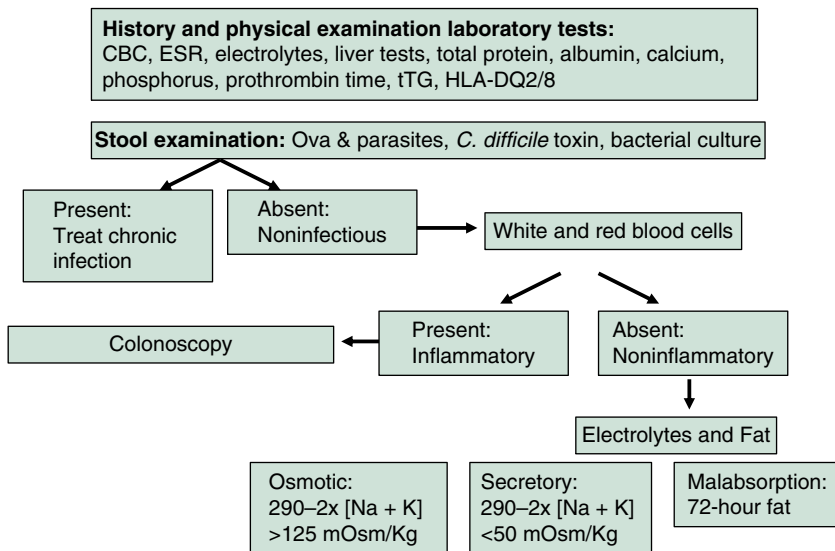 History and physical examination laboratory tests:
CBC, ESR, electrolytes, liver tests, total protein, albumin, calcium,
phosphorus, prothrombin time, tTG, HLA-DQ2/8
Stool examination: Ova & parasites, C. difficile toxin, bacterial culture
Present:
Treat chronic
infection
Absent:
Noninfectious
White and red blood cells
Colonoscopy
Present:
Inflammatory
Absent:
Noninflammatory
Electrolytes and Fat
Osmotic:
290–2x [Na + K]
>125 mOsm/Kg
Secretory:
290–2x [Na + K]
<50 mOsm/Kg
Malabsorption:
72-hour fat